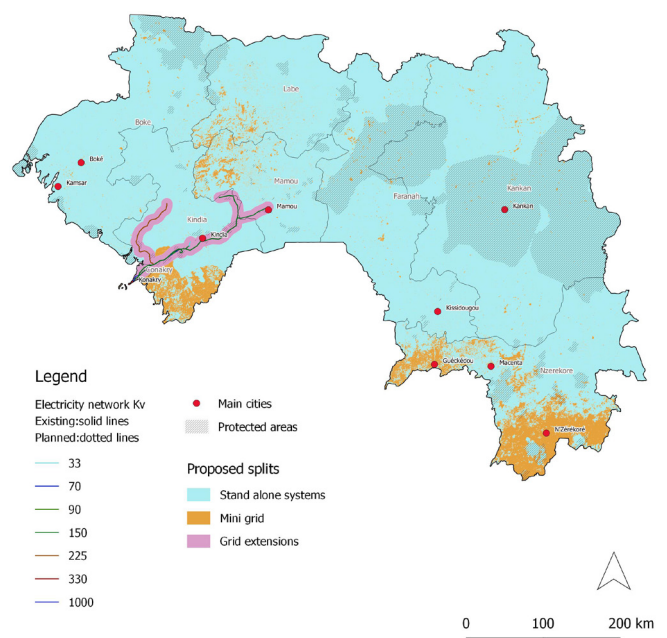 Labé
Boké
Boké
Kamsar
Mamou
Mamou
Kankan
Faranah
Kankan
Kindia
Kindia
Conakry
Konakry
Kissidougou
Guéckédou
Macenta
Nzerekore
N'Zérékoré
Legend
Electricity network Kv
Existing:solid lines
Planned:dotted lines
33
70
90
150
225
330
1000
Main cities
Protected areas
Proposed splits
Stand alone systems
Mini grid
Grid extensions
0 100 200 km